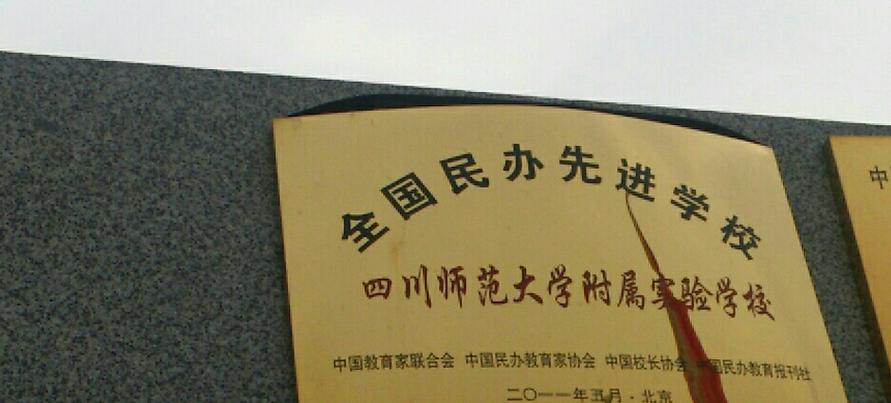 全国民办先进学校
四川师范大学附属实验学校
中国教育家联合会 中国民办教育家协会 中国校长协会 国民办教育报刊社
二〇一一年五月·北京
中